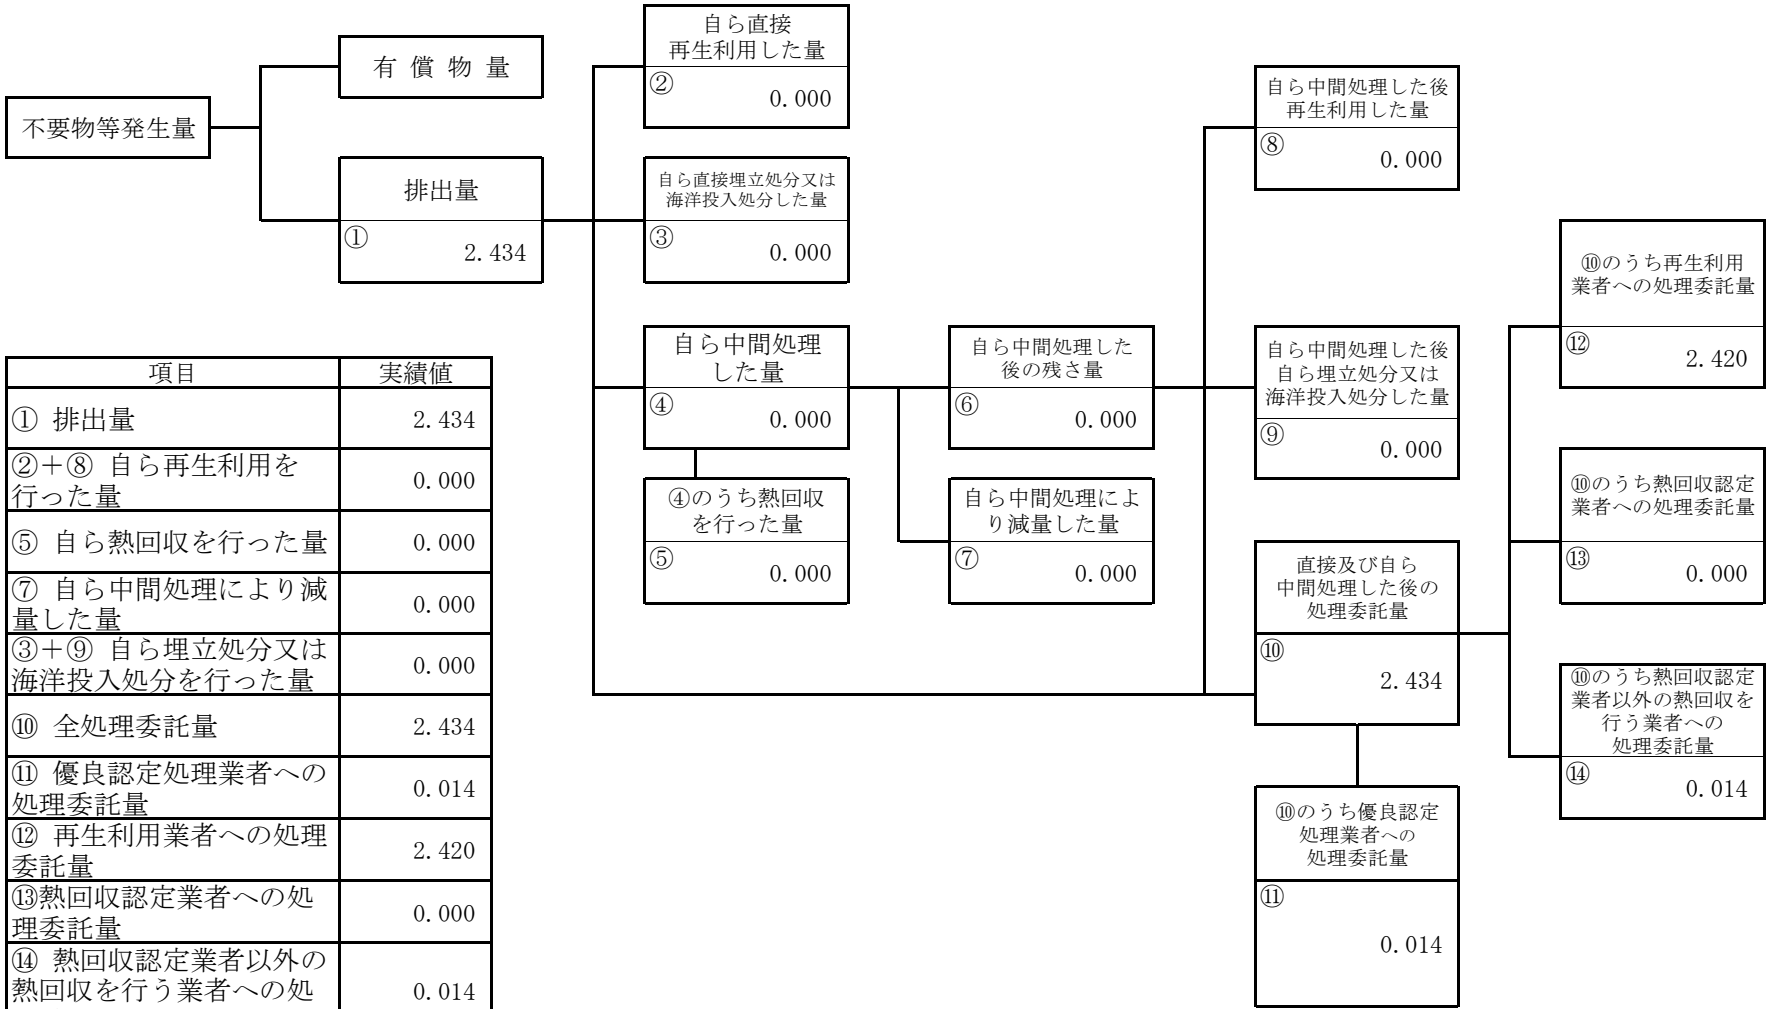 不要物等発生量
有 償 物 量
排出量
①
2.434
自ら直接
再生利用した量
②
0.000
自ら直接埋立処分又は
海洋投入処分した量
③
0.000
自ら中間処理
した量
④
0.000
④のうち熱回収
を行った量
⑤
0.000
自ら中間処理した
後の残さ量
⑥
0.000
自ら中間処理によ
り減量した量
⑦
0.000
自ら中間処理した後
再生利用した量
⑧
0.000
自ら中間処理した後
自ら埋立処分又は
海洋投入処分した量
⑨
0.000
直接及び自ら
中間処理した後の
処理委託量
⑩
2.434
⑩のうち優良認定
処理業者への
処理委託量
⑪
0.014
⑩のうち再生利用
業者への処理委託量
⑫
2.420
⑩のうち熱回収認定
業者への処理委託量
⑬
0.000
⑩のうち熱回収認定
業者以外の熱回収を
行う業者への
処理委託量
⑭
0.014
項目 実績値
① 排出量 2.434
②＋⑧ 自ら再生利用を
行った量 0.000
⑤ 自ら熱回収を行った量 0.000
⑦ 自ら中間処理により減
量した量 0.000
③＋⑨ 自ら埋立処分又は
海洋投入処分を行った量 0.000
⑩ 全処理委託量 2.434
⑪ 優良認定処理業者への
処理委託量 0.014
⑫ 再生利用業者への処理
委託量 2.420
⑬熱回収認定業者への処
理委託量 0.000
⑭ 熱回収認定業者以外の
熱回収を行う業者への処 0.014